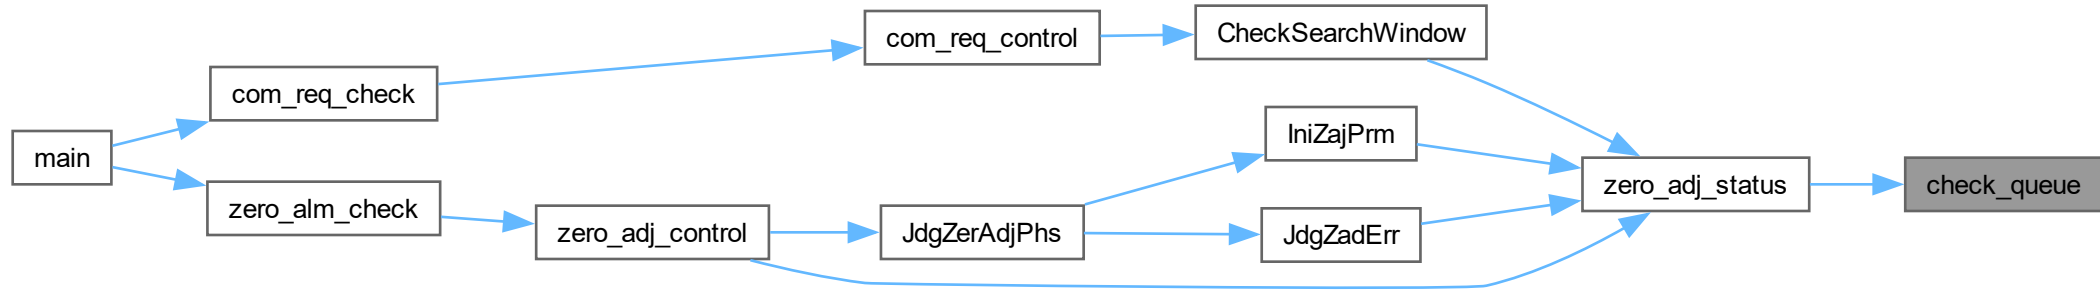 main
com_req_check
zero_alm_check
com_req_control
zero_adj_control
CheckSearchWindow
JdgZerAdjPhs
IniZajPrm
JdgZadErr
zero_adj_status
check_queue